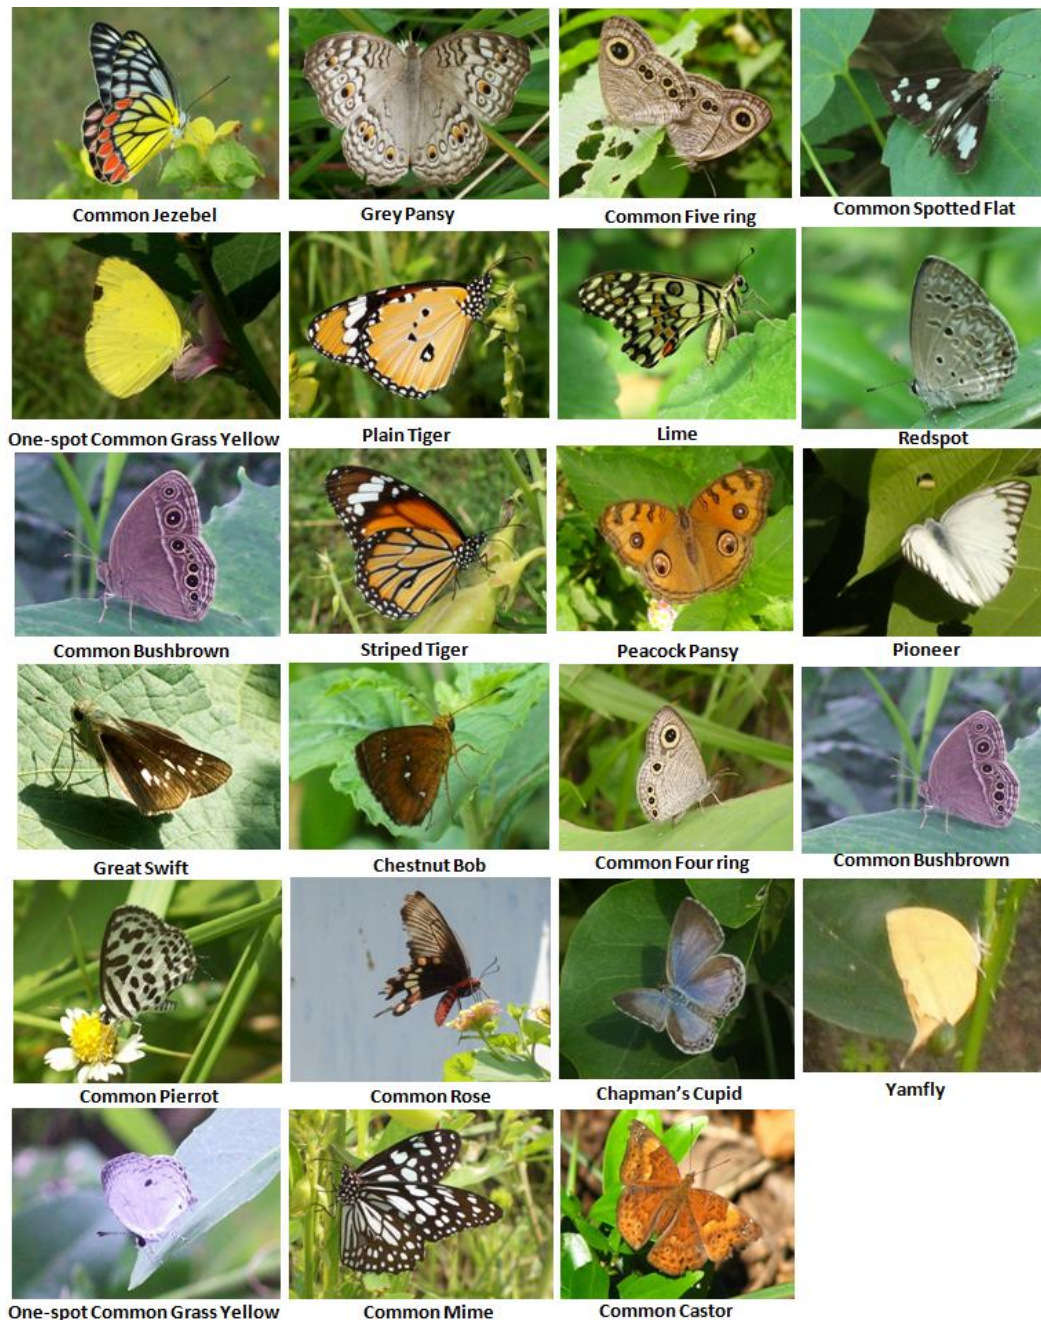 Common Jezebel
Grey Pansy
Common Five ring
Common Spotted Flat
One-spot Common Grass Yellow
Plain Tiger
Lime
Redspot
Common Bushbrown
Striped Tiger
Peacock Pansy
Pioneer
Great Swift
Chestnut Bob
Common Four ring
Common Bushbrown
Common Pierrot
Common Rose
Chapman's Cupid
Yamfly
One-spot Common Grass Yellow
Common Mime
Common Castor